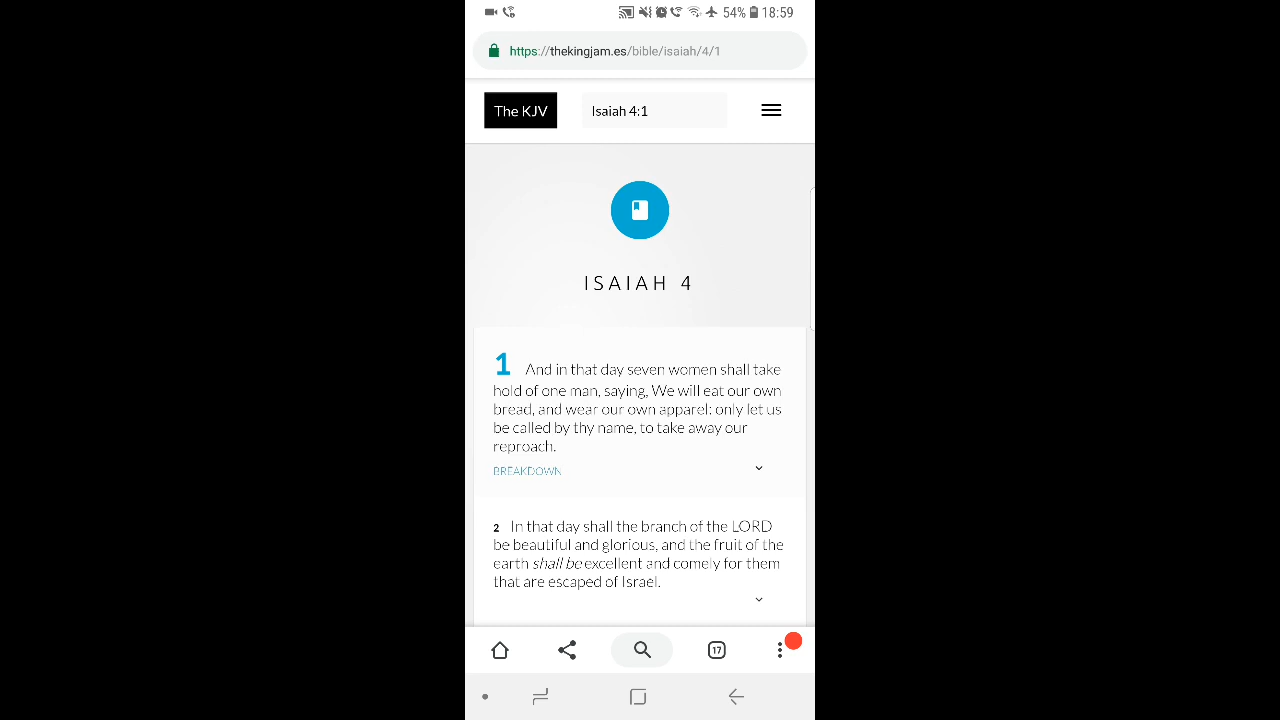 54% 18:59
https://thekingjam.es/bible/isaiah/4/1
The KJV Isaiah 4:1
ISAIAH 4
1 And in that day seven women shall take
hold of one man, saying, We will eat our own
bread, and wear our own apparel: only let us
be called by thy name, to take away our
reproach.
BREAKDOWN
2 In that day shall the branch of the LORD
be beautiful and glorious, and the fruit of the
earth shall be excellent and comely for them
that are escaped of Israel.
17